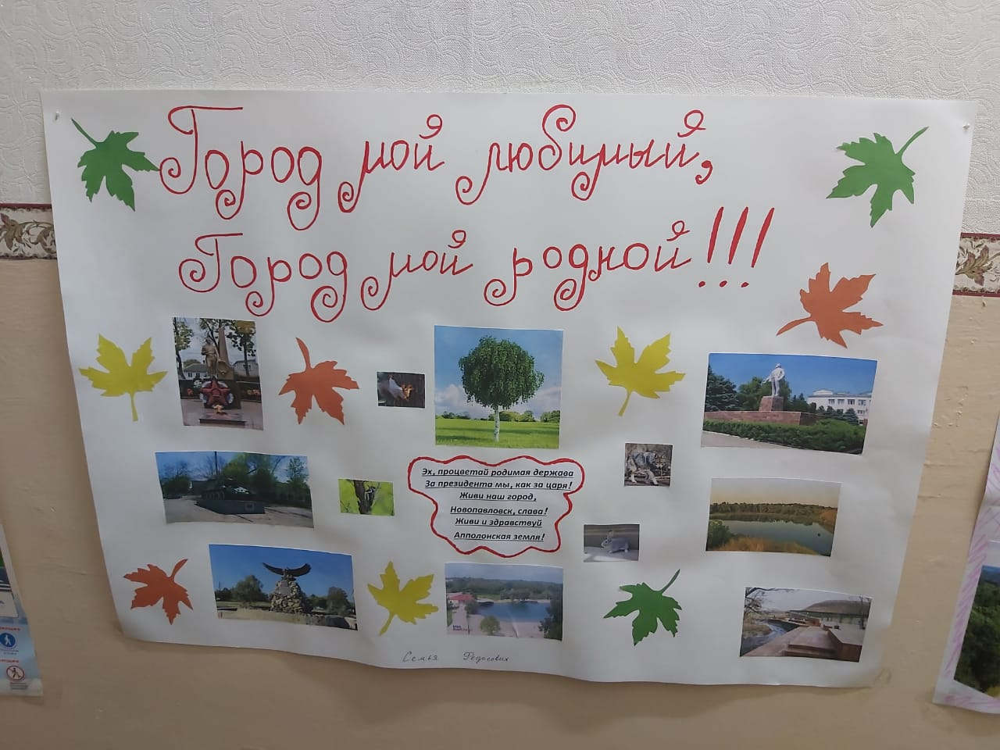 Город мой любимый,
Город мой родной!!!
Эх, процветай родимая держава
За президента мы, как за царя!
Живи наш город,
Новопавловск, слава!
Живи и здравствуй
Апполонская земля!
Семья Федосович